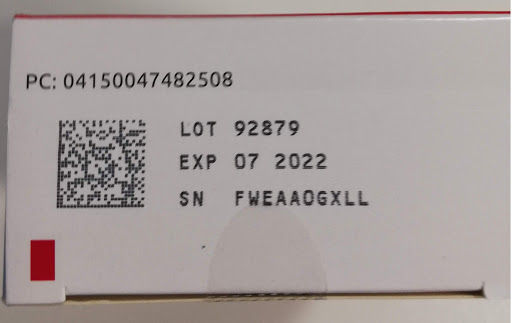 PC: 04150047482508
LOT 92879
EXP 07 2022
SN FWEAAOGXLL